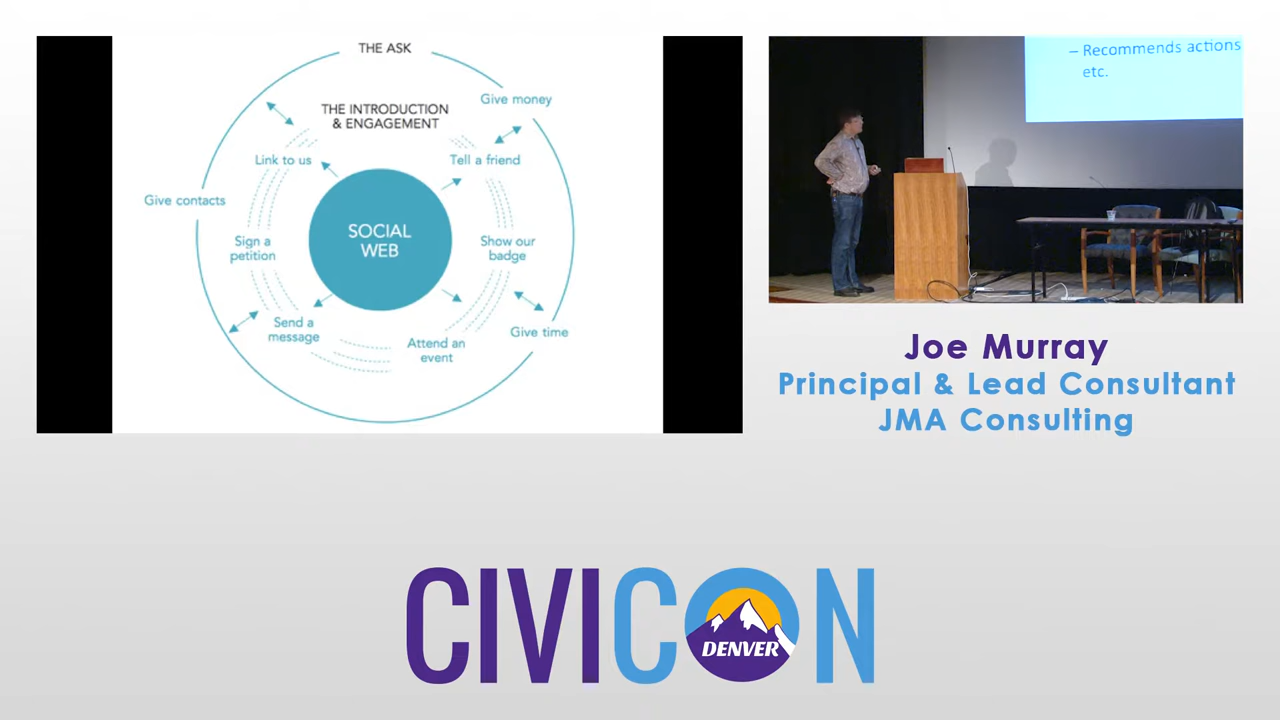 THE ASK
Give money
THE INTRODUCTION
& ENGAGEMENT
Link to us
Tell a friend
Give contacts
SOCIAL
WEB
Sign a
petition
Show our
badge
Send a
message
Attend an
event
Give time
– Recommends actions
etc.
Joe Murray
Principal & Lead Consultant
JMA Consulting
CIVICON
DENVER